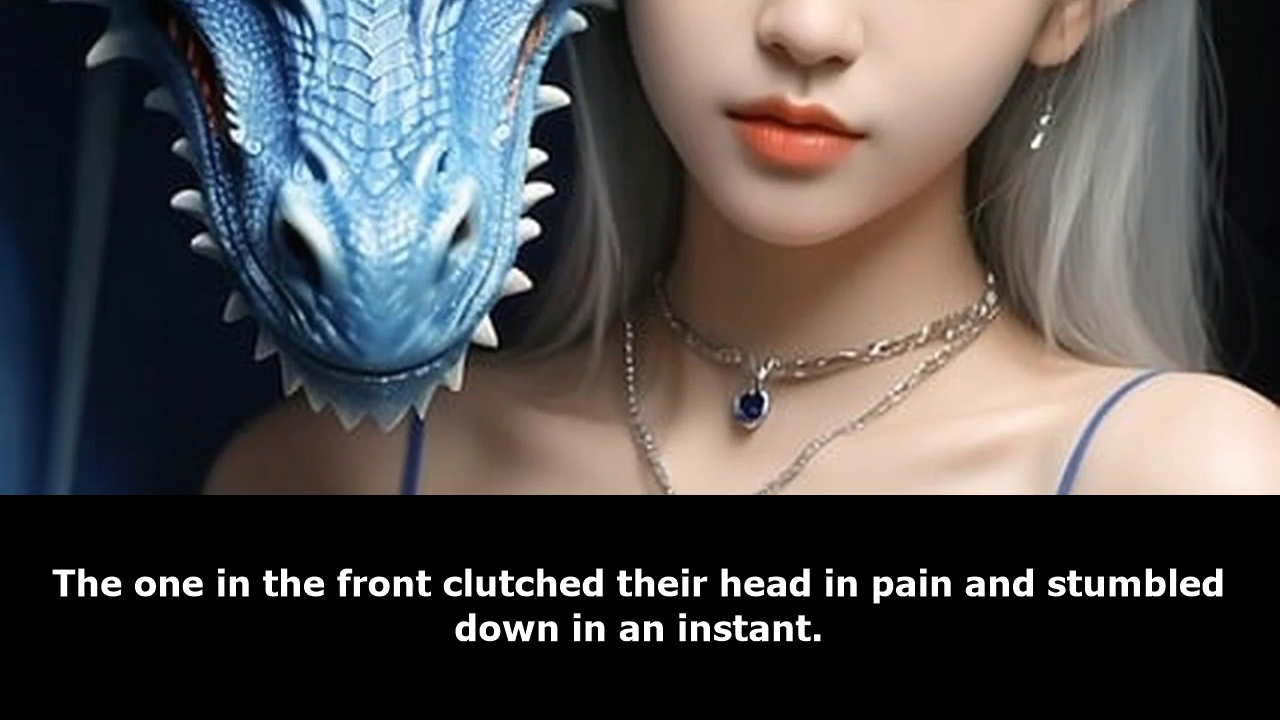 The one in the front clutched their head in pain and stumbled
down in an instant.